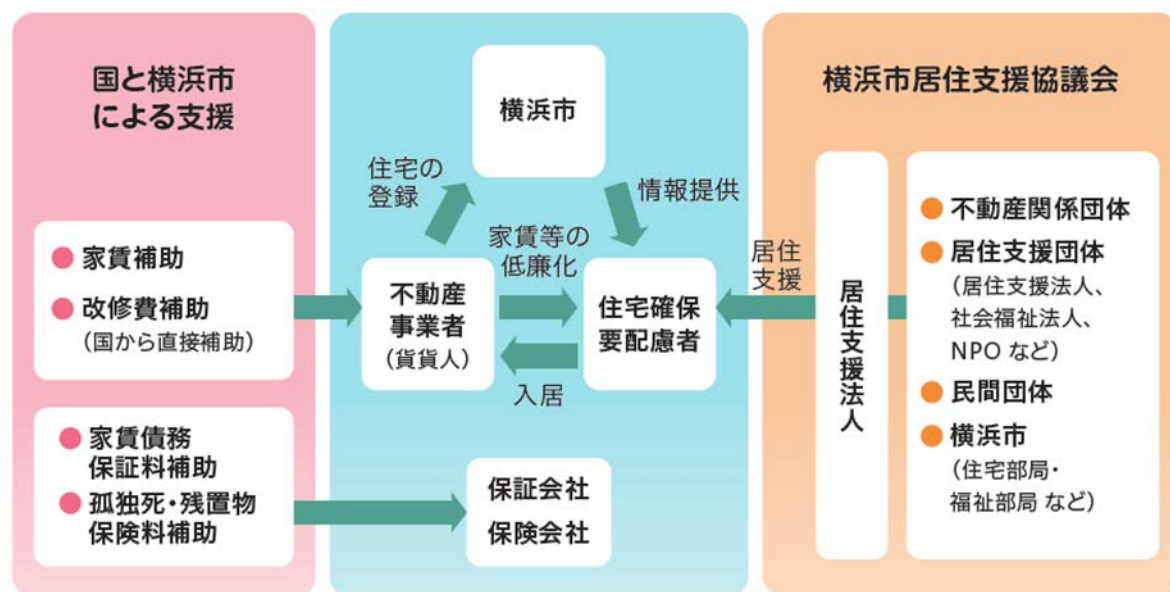 国と横浜市
による支援
● 家賃補助
● 改修費補助
(国から直接補助)
● 家賃債務
保証料補助
● 孤独死・残置物
保険料補助
横浜市
住宅の
登録
情報提供
家賃等の
低廉化
不動産
事業者
(賃貸人)
住宅確保
要配慮者
入居
保証会社
保険会社
横浜市居住支援協議会
居住
支援
居住支援法人
● 不動産関係団体
● 居住支援団体
(居住支援法人、
社会福祉法人、
NPO など)
● 民間団体
● 横浜市
(住宅部局・
福祉部局 など)